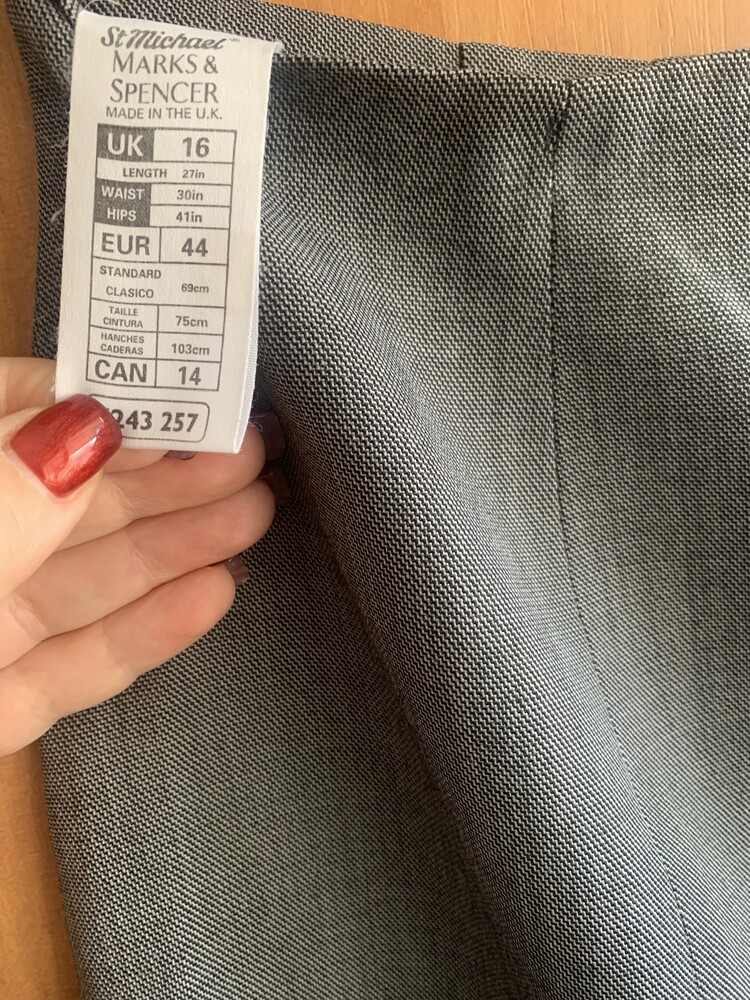 St Michael®
MARKS &
SPENCER
MADE IN THE U.K.
UK 16
LENGTH 27in
WAIST 30in
HIPS 41in
EUR 44
STANDARD
CLASICO 69cm
TAILLE
CINTURA 75cm
HANCHES
CADERAS 103cm
CAN 14
243 257